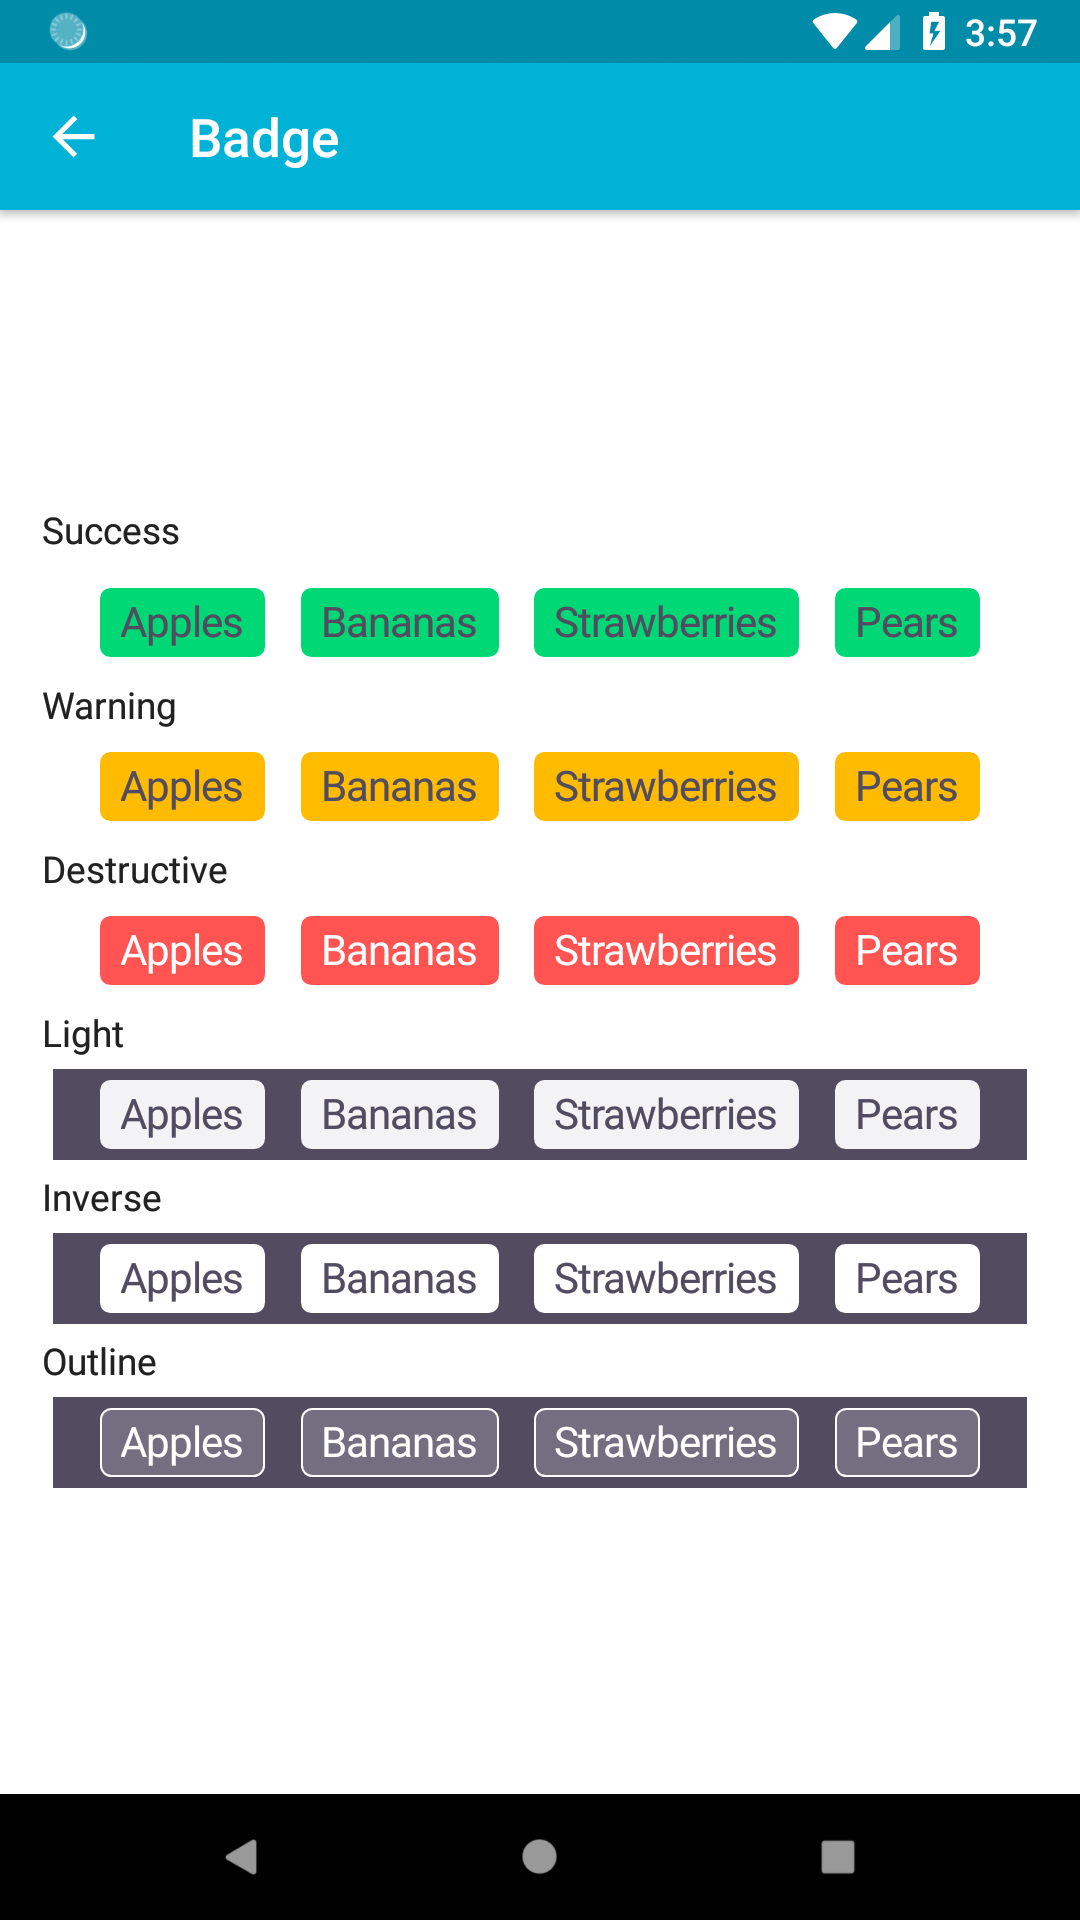 3:57
Badge
Success
Apples Bananas Strawberries Pears
Warning
Apples Bananas Strawberries Pears
Destructive
Apples Bananas Strawberries Pears
Light
Apples Bananas Strawberries Pears
Inverse
Apples Bananas Strawberries Pears
Outline
Apples Bananas Strawberries Pears